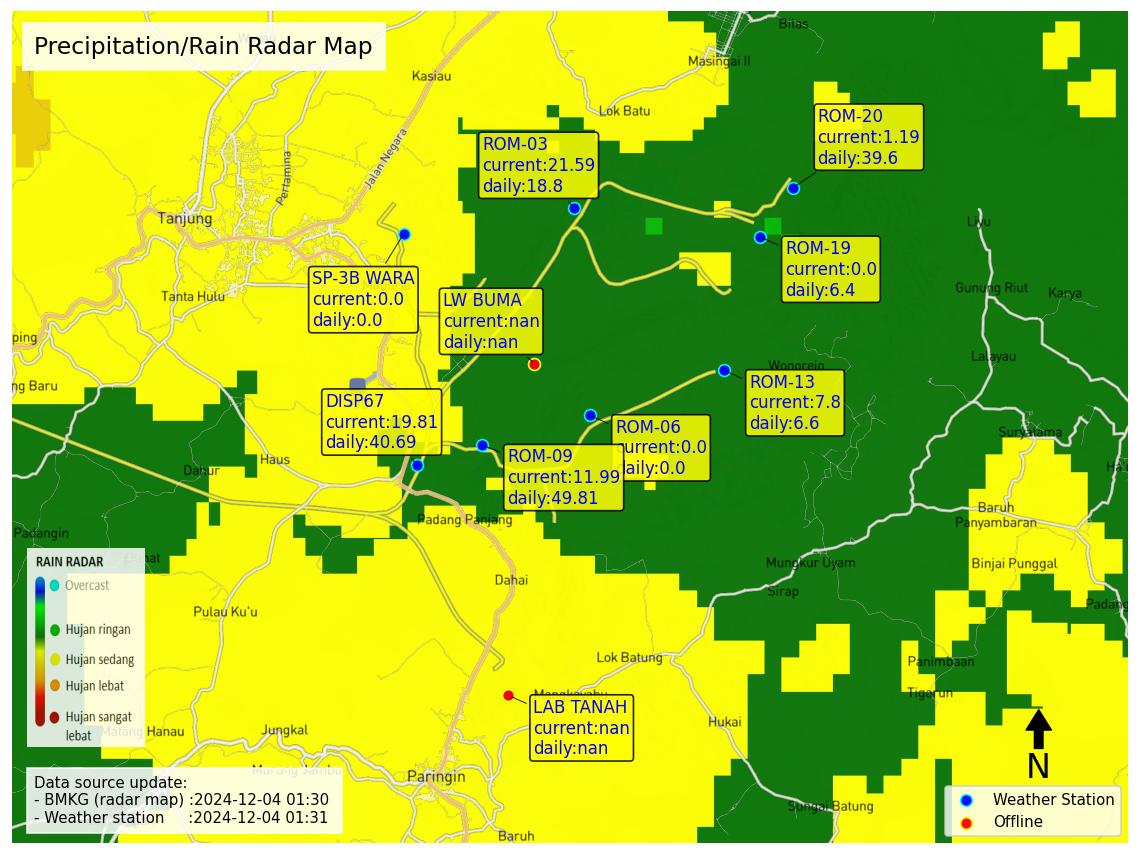 Precipitation/Rain Radar Map
Bilas
Masingai II
Kasiau
Lok Batu
ROM-20
current:1.19
daily:39.6
ROM-03
current:21.59
daily:18.8
Jalan Negara
Pertamina
Tanjung
Liyu
ROM-19
current:0.0
daily:6.4
SP-3B WARA
current:0.0
daily:0.0
Tanta Hulu
LW BUMA
current:nan
daily:nan
Gunung Riut
Karya
ping
Lalayau
Wonorejo
ng Baru
ROM-13
current:7.8
daily:6.6
DISP67
current:19.81
daily:40.69
ROM-06
current:0.0
daily:0.0
Suryatama
ROM-09
current:11.99
daily:49.81
Haus
Dahur
Ha
Padang Panjang
Baruh
Panyambaran
Padangin
Mungkur Uyam
Binjai Punggal
Dahai
Sirap
Padang
Pulau Ku'u
RAIN RADAR
Overcast
Hujan ringan
Hujan sedang
Hujan lebat
Hujan sangat
lebat
Lok Batung
Panimbaan
Tigarun
Mangkayahu
LAB TANAH
current:nan
daily:nan
Hukai
Matang Hanau
Jungkal
Murung Jambu
Paringin
N
Sungai Batung
Baruh
Data source update:
- BMKG (radar map) :2024-12-04 01:30
- Weather station :2024-12-04 01:31
Weather Station
Offline